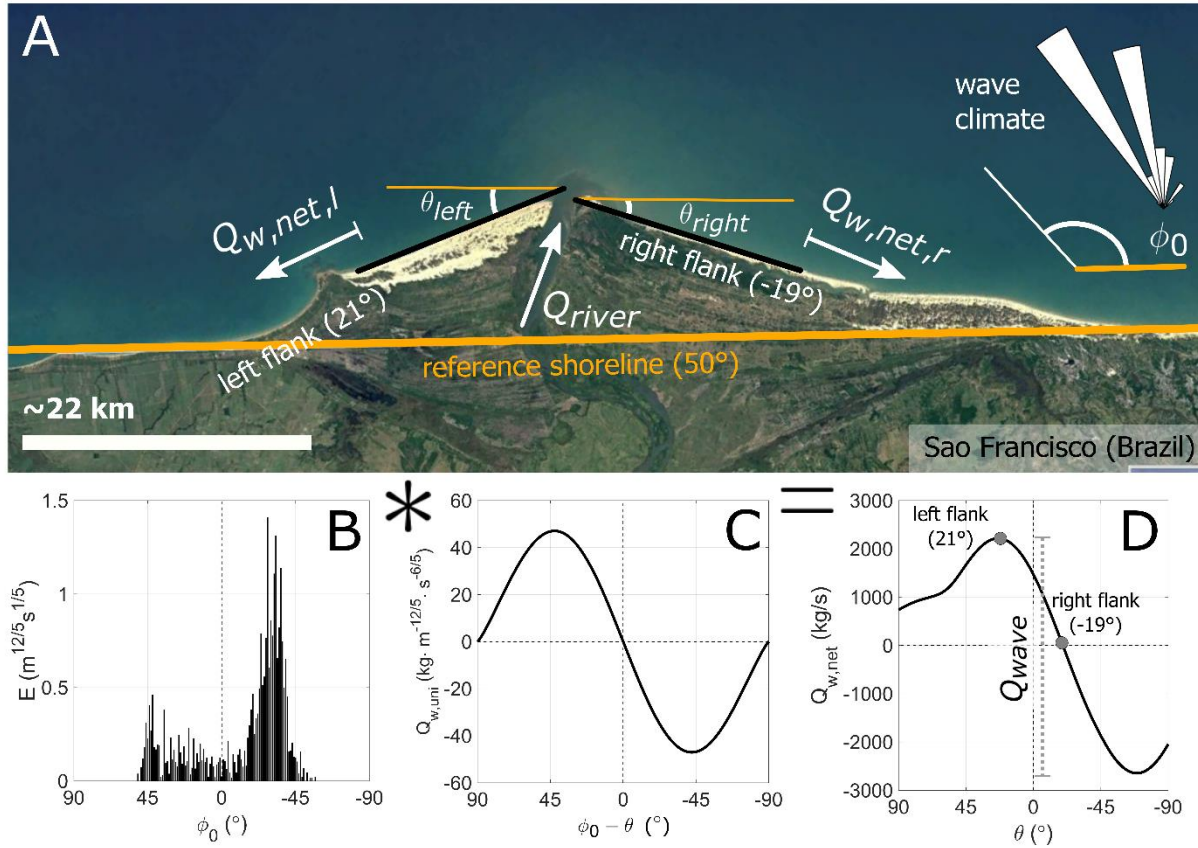 A
wave
climate
ϕ0
θleft
θright
Qw,net,l
Qw,net,r
left flank (21°)
right flank (-19°)
Qriver
reference shoreline (50°)
~22 km
Sao Francisco (Brazil)
B
E (m^12/5 s^1/5)
1.5
1
0.5
0
90
45
0
-45
-90
ϕ0 (°)
*
C
Qw,uni (kg· m^-12/5 · s^-6/5)
60
40
20
0
-20
-40
-60
90
45
0
-45
-90
ϕ0 − θ (°)
=
D
Qw,net (kg/s)
3000
2000
1000
0
-1000
-2000
-3000
left flank
(21°)
right flank
(-19°)
Qwave
90
45
0
-45
-90
θ (°)